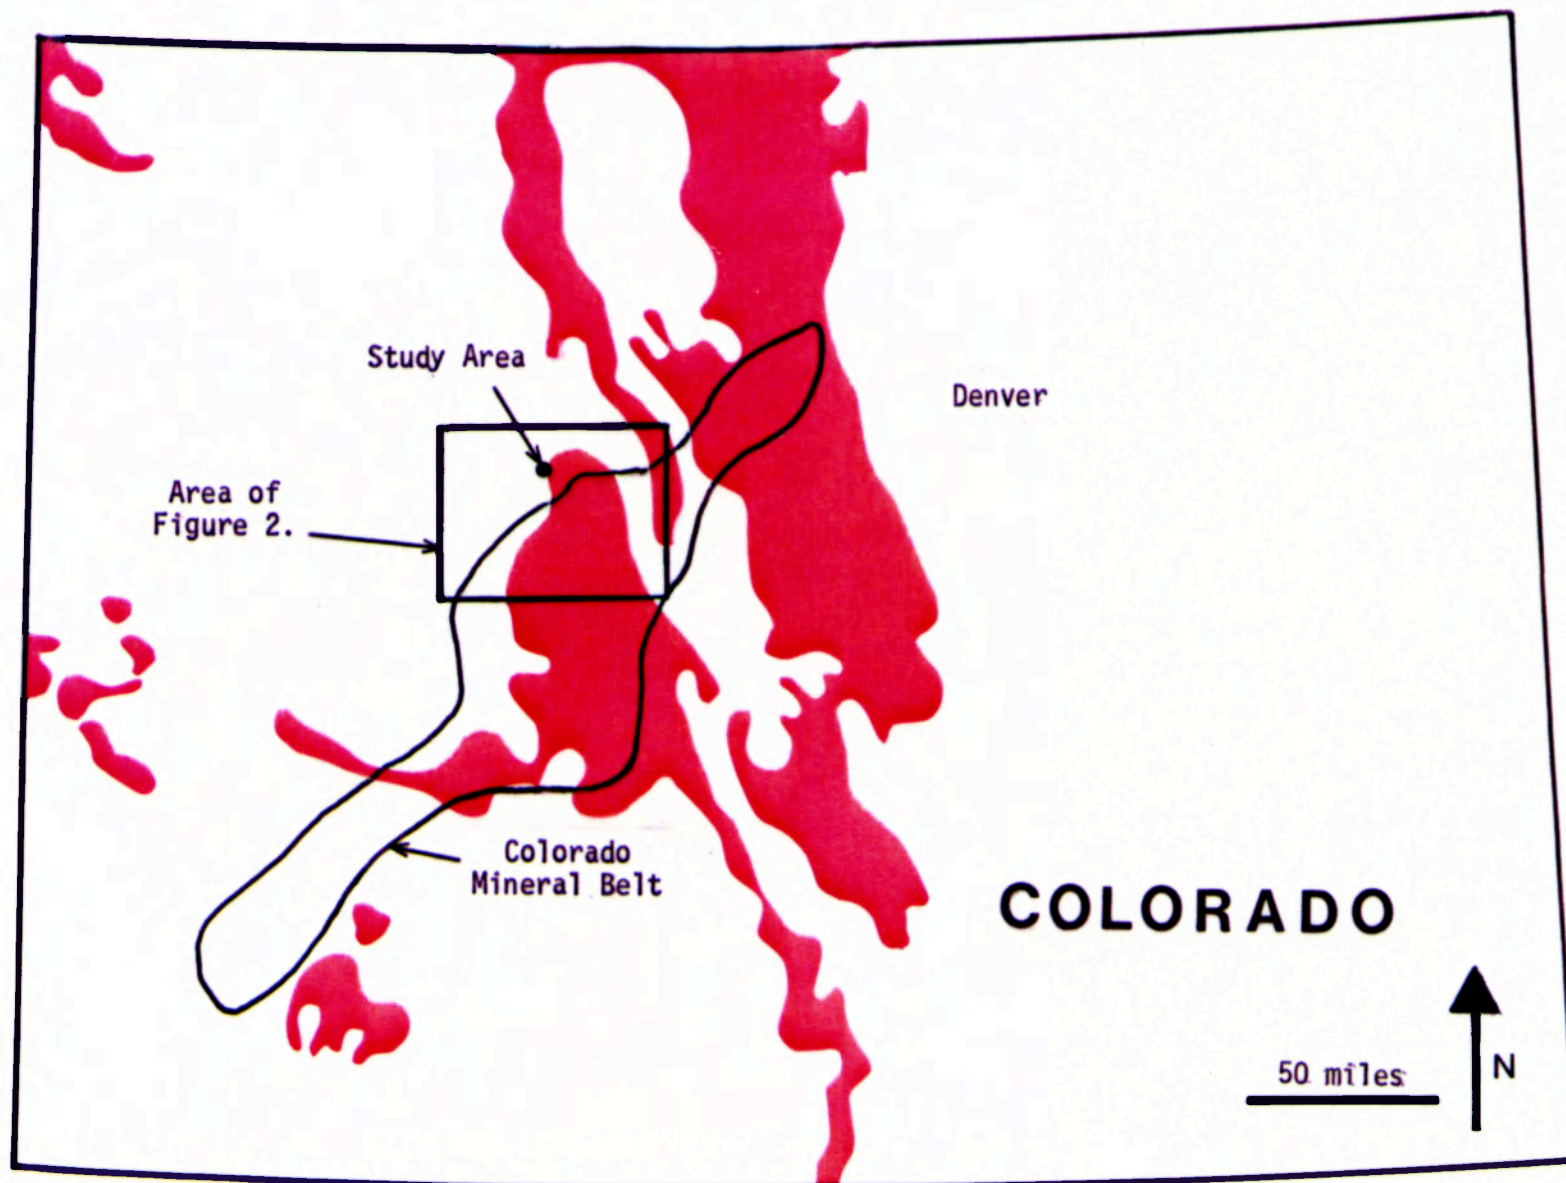 Study Area
Denver
Area of
Figure 2.
Colorado
Mineral Belt
COLORADO
50 miles
N